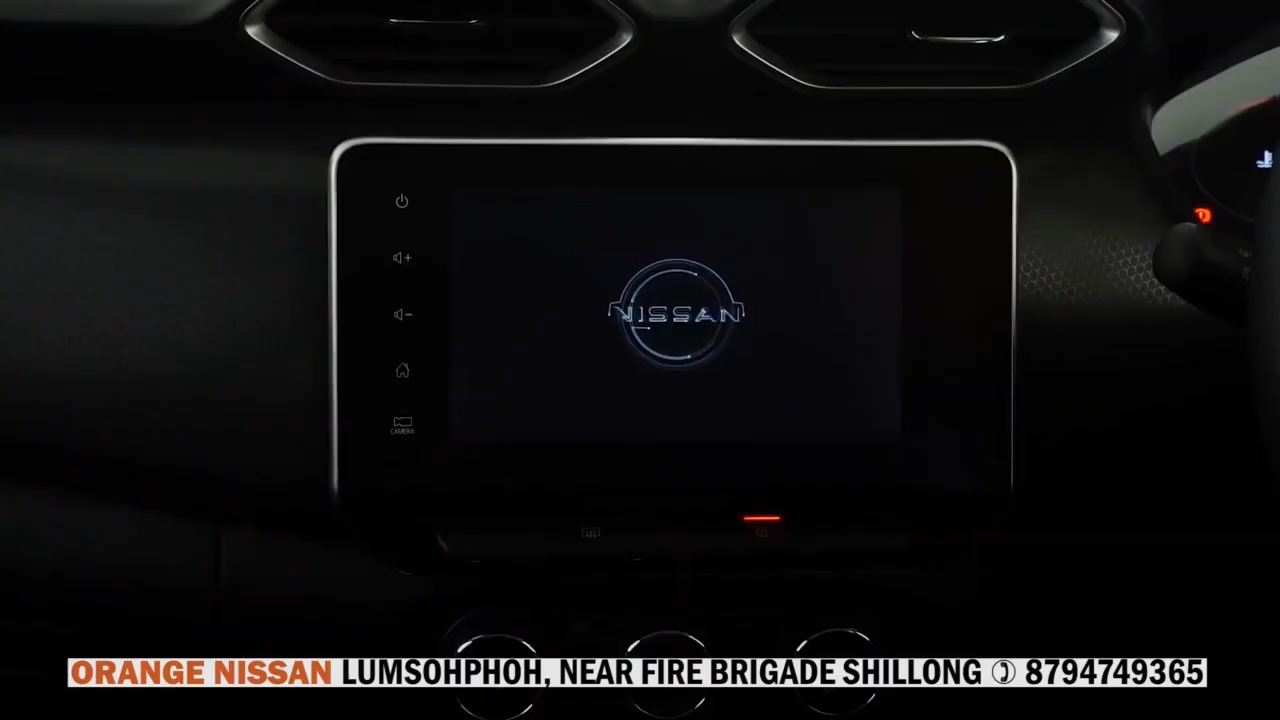 NISSAN
CAMERA
ORANGE NISSAN LUMSOHPHOH, NEAR FIRE BRIGADE SHILLONG ✆ 8794749365